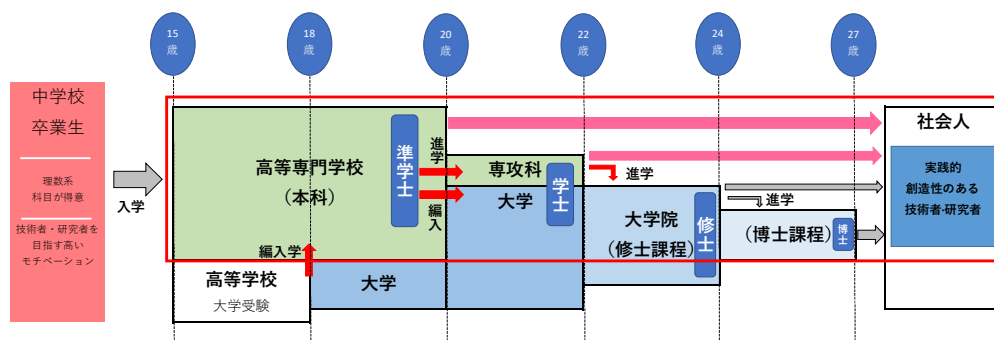 15
歳
18
歳
20
歳
22
歳
24
歳
27
歳
中学校
卒業生
理数系
科目が得意
技術者・研究者を
目指す高い
モチベーション
入学
高等専門学校
（本科）
準学士
進学
編入
編入学
高等学校
大学受験
大学
専攻科
大学
学士
進学
大学院
（修士課程）
修士
進学
（博士課程）
博士
社会人
実践的
創造性のある
技術者・研究者